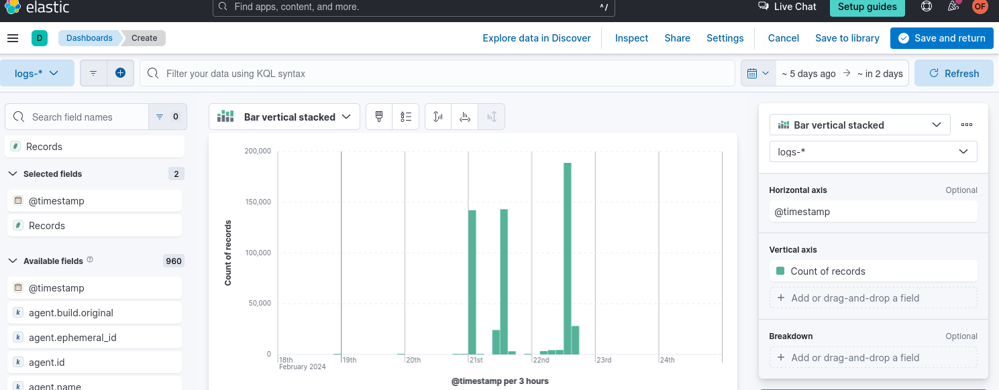 elastic
Find apps, content, and more.
^/
Live Chat
Setup guides
OF
D
Dashboards
Create
Explore data in Discover
Inspect
Share
Settings
Cancel
Save to library
Save and return
logs-*
Filter your data using KQL syntax
~ 5 days ago
~ in 2 days
Refresh
Search field names
0
# Records
Selected fields
2
@timestamp
# Records
Available fields
960
@timestamp
k agent.build.original
k agent.ephemeral_id
k agent.id
k agent.name
Bar vertical stacked
200,000
150,000
100,000
50,000
0
Count of records
18th
19th
20th
21st
22nd
23rd
24th
February 2024
@timestamp per 3 hours
Bar vertical stacked
logs-*
Horizontal axis
Optional
@timestamp
Vertical axis
Count of records
+ Add or drag-and-drop a field
Breakdown
Optional
+ Add or drag-and-drop a field